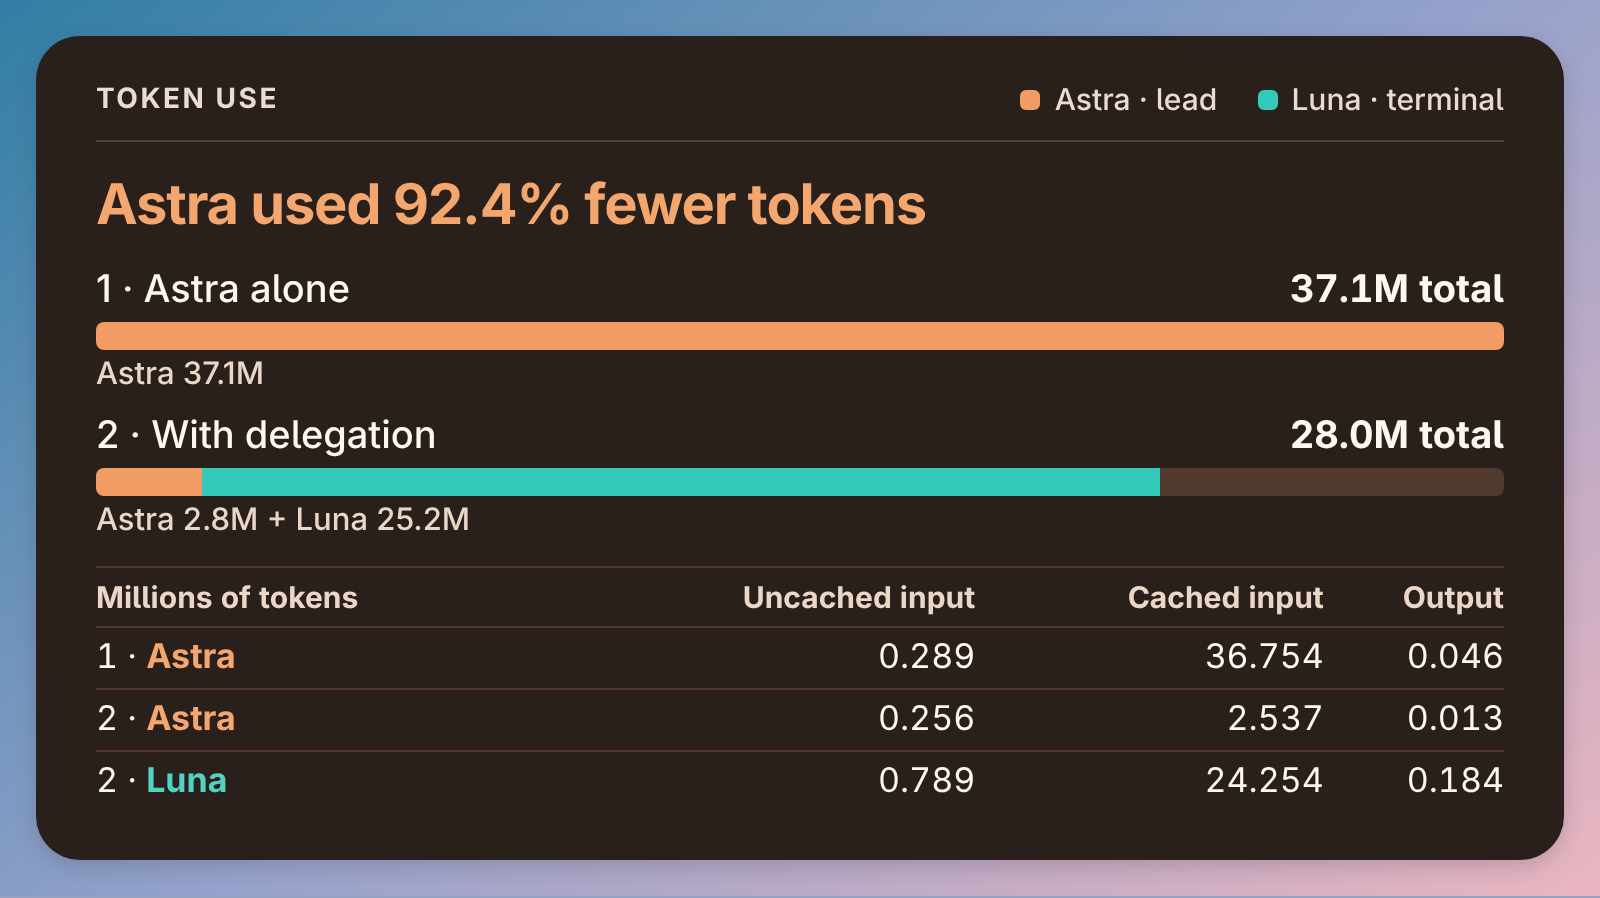 TOKEN USE
Astra · lead
Luna · terminal
Astra used 92.4% fewer tokens
1 · Astra alone
37.1M total
Astra 37.1M
2 · With delegation
28.0M total
Astra 2.8M + Luna 25.2M
Millions of tokens Uncached input Cached input Output
1 · Astra 0.289 36.754 0.046
2 · Astra 0.256 2.537 0.013
2 · Luna 0.789 24.254 0.184